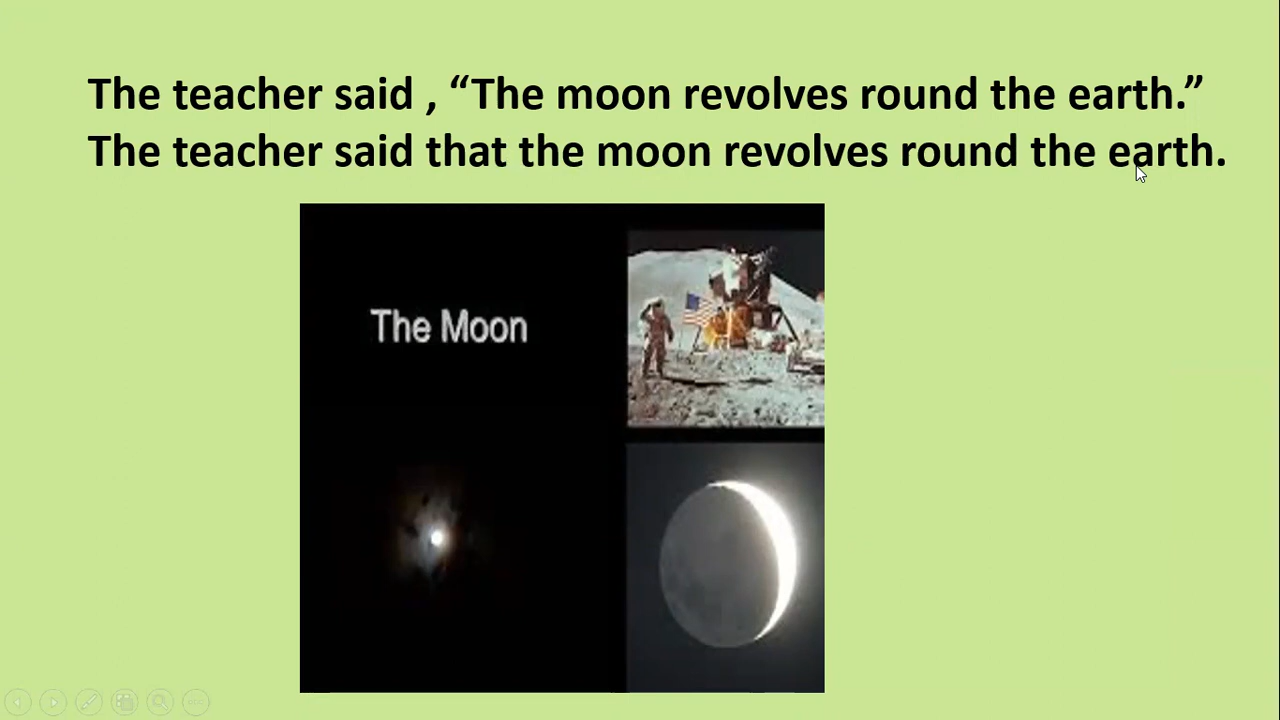 The teacher said , “The moon revolves round the earth.”
The teacher said that the moon revolves round the earth.
The Moon